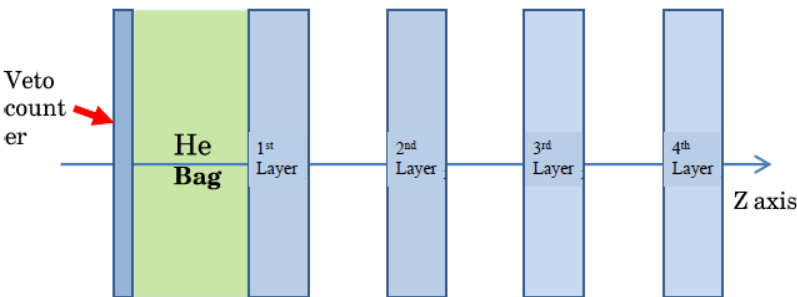 Veto
count
er
He
Bag
1st
Layer
2nd
Layer
3rd
Layer
4th
Layer
Z axis